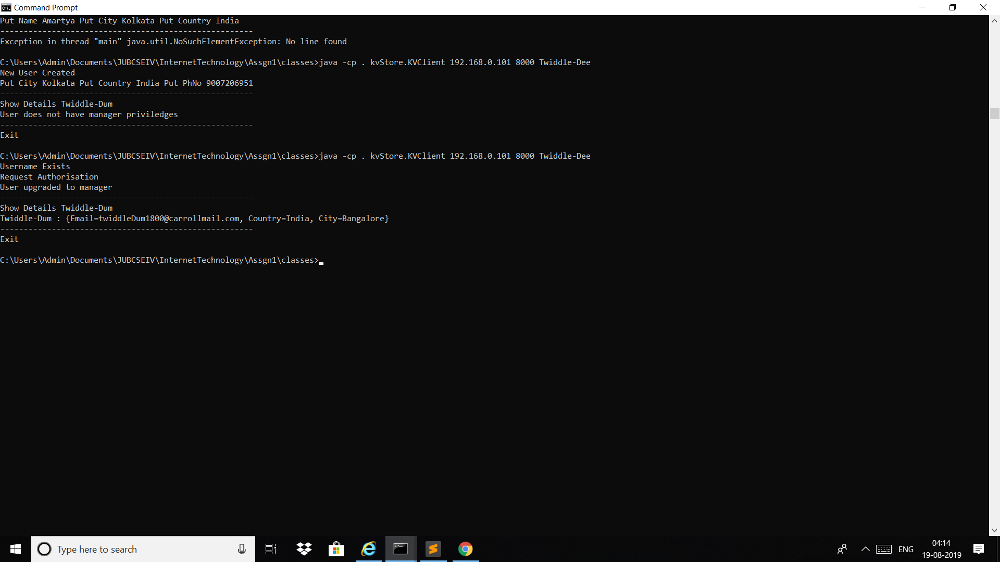 Command Prompt
Put Name Amartya Put City Kolkata Put Country India
------------------------------------------------------
Exception in thread "main" java.util.NoSuchElementException: No line found
C:\Users\Admin\Documents\JUBCSEIV\InternetTechnology\Assgn1\classes>java -cp . kvStore.KVClient 192.168.0.101 8000 Twiddle-Dee
New User Created
Put City Kolkata Put Country India Put PhNo 9007206951
------------------------------------------------------
Show Details Twiddle-Dum
User does not have manager priviledges
------------------------------------------------------
Exit
C:\Users\Admin\Documents\JUBCSEIV\InternetTechnology\Assgn1\classes>java -cp . kvStore.KVClient 192.168.0.101 8000 Twiddle-Dee
Username Exists
Request Authorisation
User upgraded to manager
------------------------------------------------------
Show Details Twiddle-Dum
Twiddle-Dum : {Email=twiddleDum1800@carrollmail.com, Country=India, City=Bangalore}
------------------------------------------------------
Exit
C:\Users\Admin\Documents\JUBCSEIV\InternetTechnology\Assgn1\classes>
Type here to search
ENG
04:14
19-08-2019